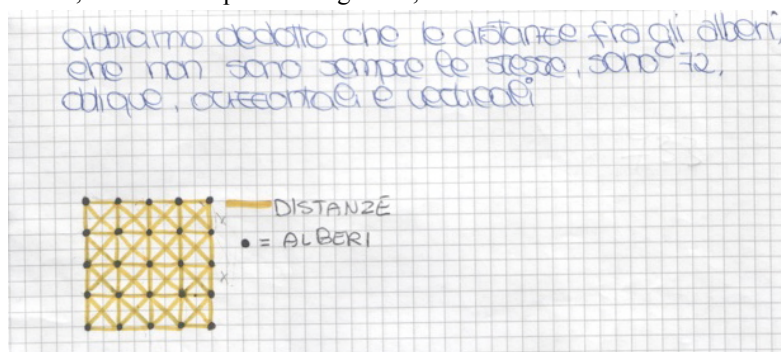 abbiamo dedotto che le distanze fra gli alberi,
che non sono sempre le stesse, sono 72,
oblique, orizzontali e verticali
DISTANZE
• = ALBERI